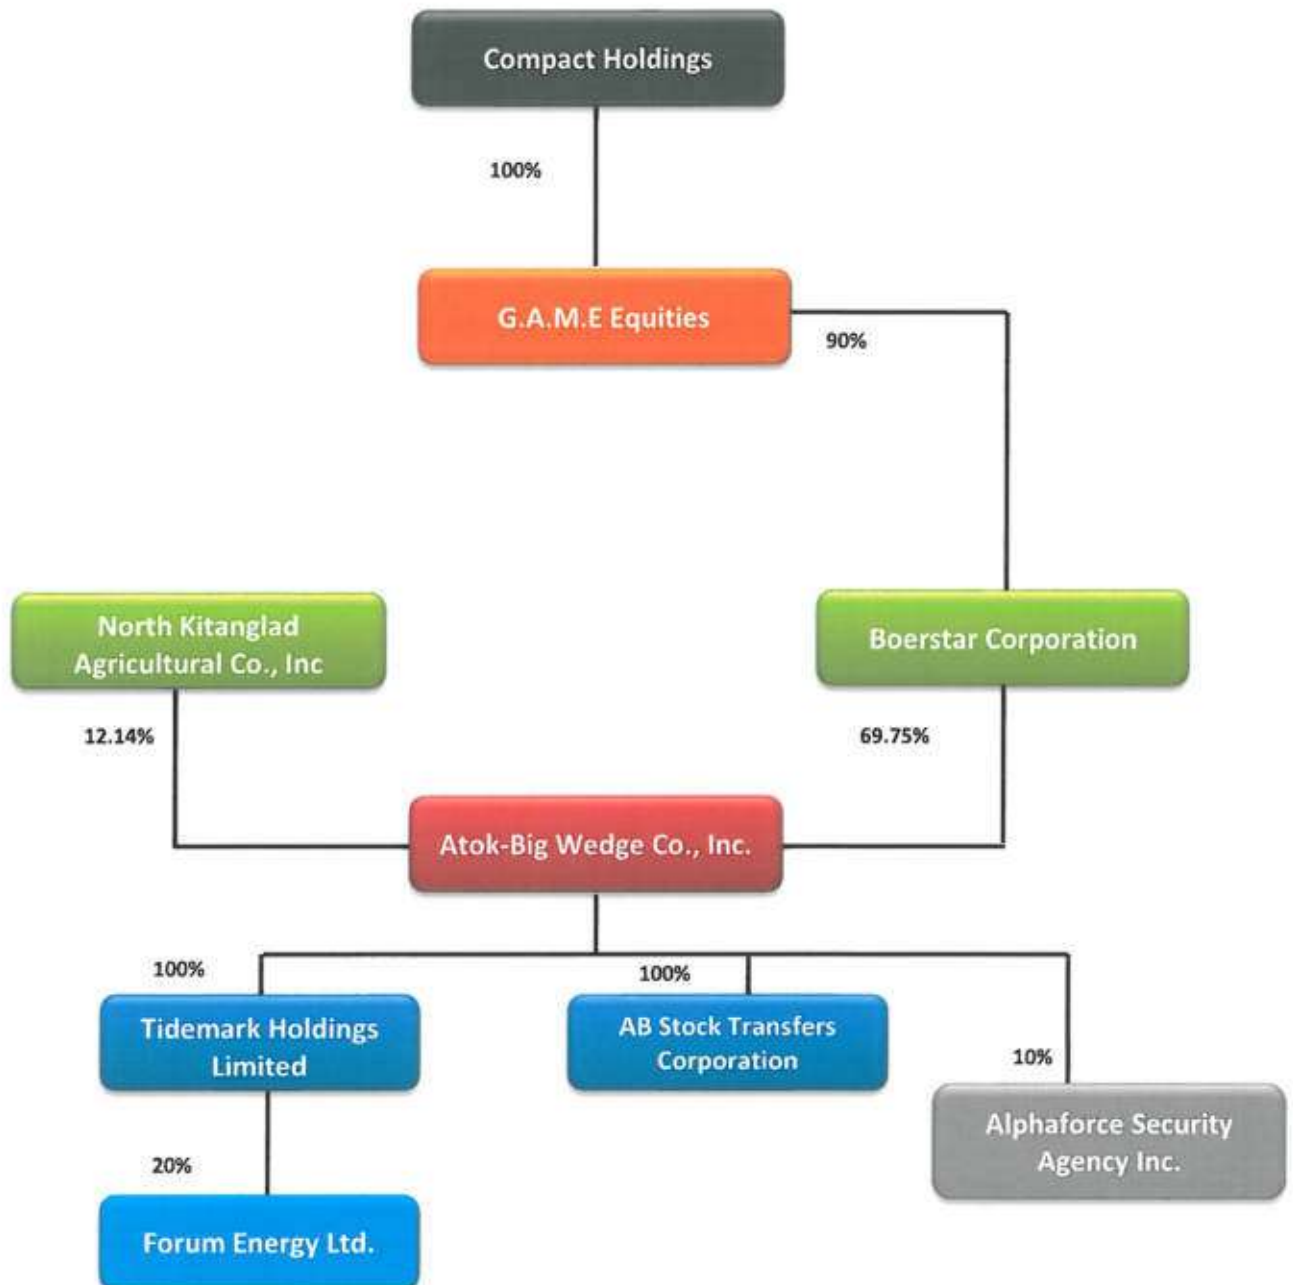 Compact Holdings
100%
G.A.M.E Equities
90%
North Kitanglad
Agricultural Co., Inc
Boerstar Corporation
12.14%
69.75%
Atok-Big Wedge Co., Inc.
100%
100%
Tidemark Holdings
Limited
AB Stock Transfers
Corporation
10%
Alphaforce Security
Agency Inc.
20%
Forum Energy Ltd.